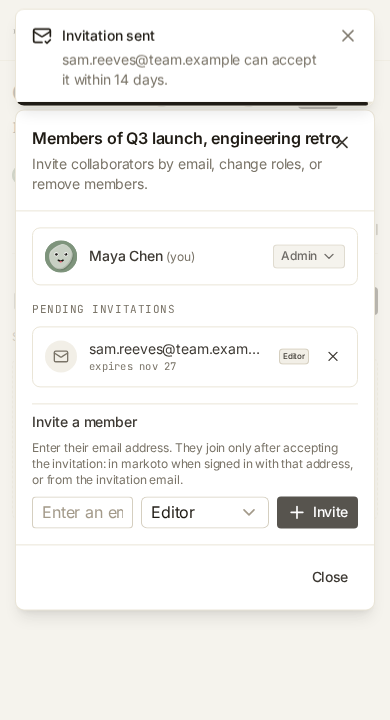 Invitation sent
sam.reeves@team.example can accept
it within 14 days.
Members of Q3 launch, engineering retro
Invite collaborators by email, change roles, or
remove members.
Maya Chen (you)
Admin
PENDING INVITATIONS
sam.reeves@team.exam…
Editor
expires nov 27
Invite a member
Enter their email address. They join only after accepting
the invitation: in markoto when signed in with that address,
or from the invitation email.
Enter an en
Editor
Invite
Close